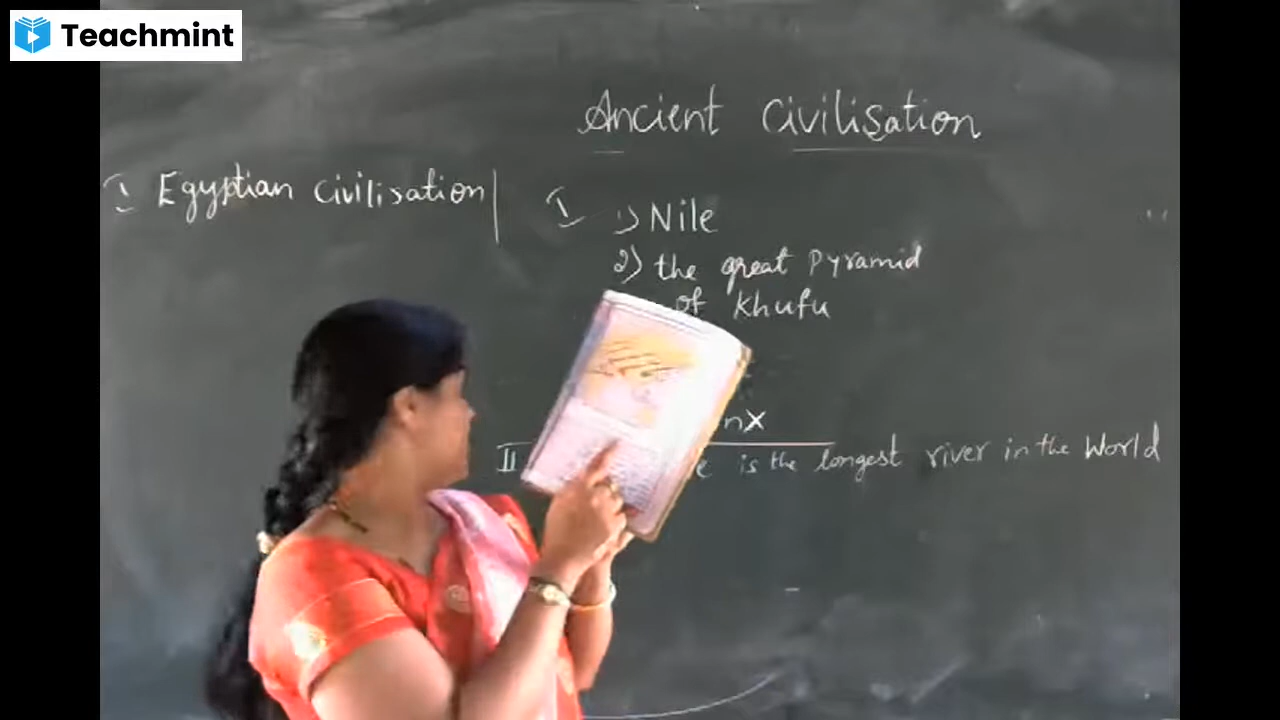 Teachmint
Ancient Civilisation
I Egyptian Civilisation
I 1) Nile
2) the great Pyramid
of Khufu
II is the longest river in the World